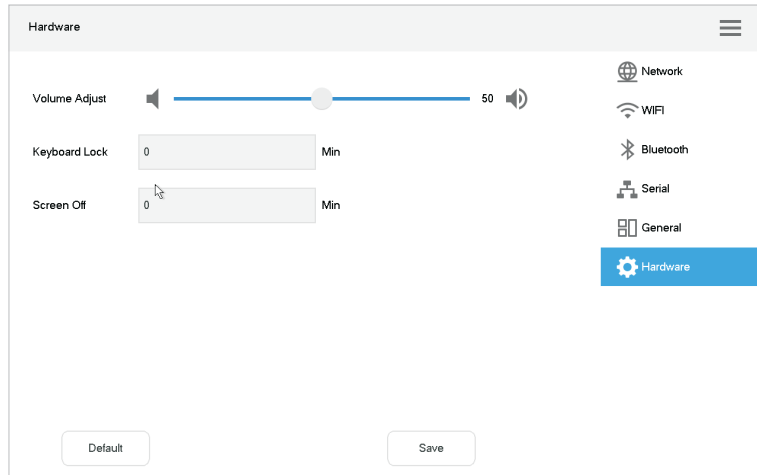 Hardware
Volume Adjust 50
Keyboard Lock 0 Min
Screen Off 0 Min
Network
WIFI
Bluetooth
Serial
General
Hardware
Default Save